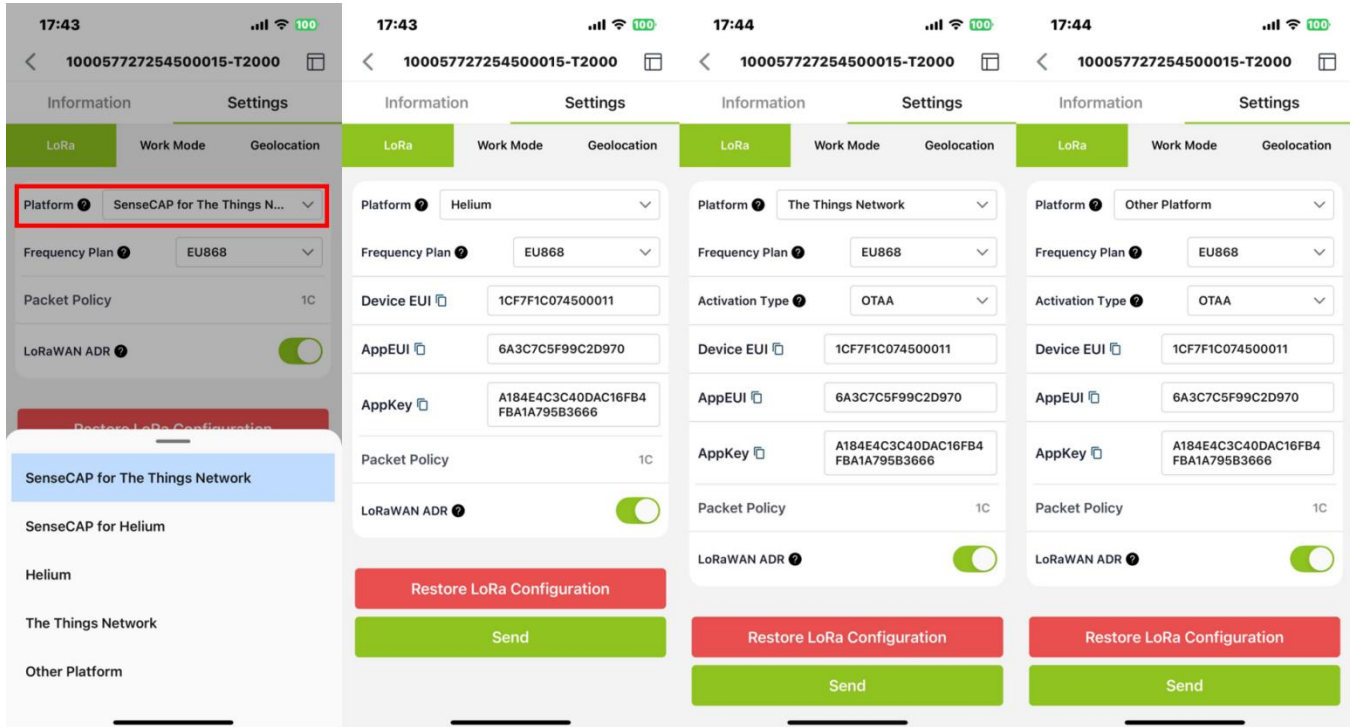 17:43
100
100057727254500015-T2000
Information
Settings
LoRa
Work Mode
Geolocation
Platform ?
SenseCAP for The Things N...
Frequency Plan ?
EU868
Packet Policy
1C
LoRaWAN ADR ?
Restore LoRa Configuration
SenseCAP for The Things Network
SenseCAP for Helium
Helium
The Things Network
Other Platform
17:43
100
100057727254500015-T2000
Information
Settings
LoRa
Work Mode
Geolocation
Platform ?
Helium
Frequency Plan ?
EU868
Device EUI
1CF7F1C074500011
AppEUI
6A3C7C5F99C2D970
AppKey
A184E4C3C40DAC16FB4
FBA1A795B3666
Packet Policy
1C
LoRaWAN ADR ?
Restore LoRa Configuration
Send
17:44
100
100057727254500015-T2000
Information
Settings
LoRa
Work Mode
Geolocation
Platform ?
The Things Network
Frequency Plan ?
EU868
Activation Type ?
OTAA
Device EUI
1CF7F1C074500011
AppEUI
6A3C7C5F99C2D970
AppKey
A184E4C3C40DAC16FB4
FBA1A795B3666
Packet Policy
1C
LoRaWAN ADR ?
Restore LoRa Configuration
Send
17:44
100
100057727254500015-T2000
Information
Settings
LoRa
Work Mode
Geolocation
Platform ?
Other Platform
Frequency Plan ?
EU868
Activation Type ?
OTAA
Device EUI
1CF7F1C074500011
AppEUI
6A3C7C5F99C2D970
AppKey
A184E4C3C40DAC16FB4
FBA1A795B3666
Packet Policy
1C
LoRaWAN ADR ?
Restore LoRa Configuration
Send